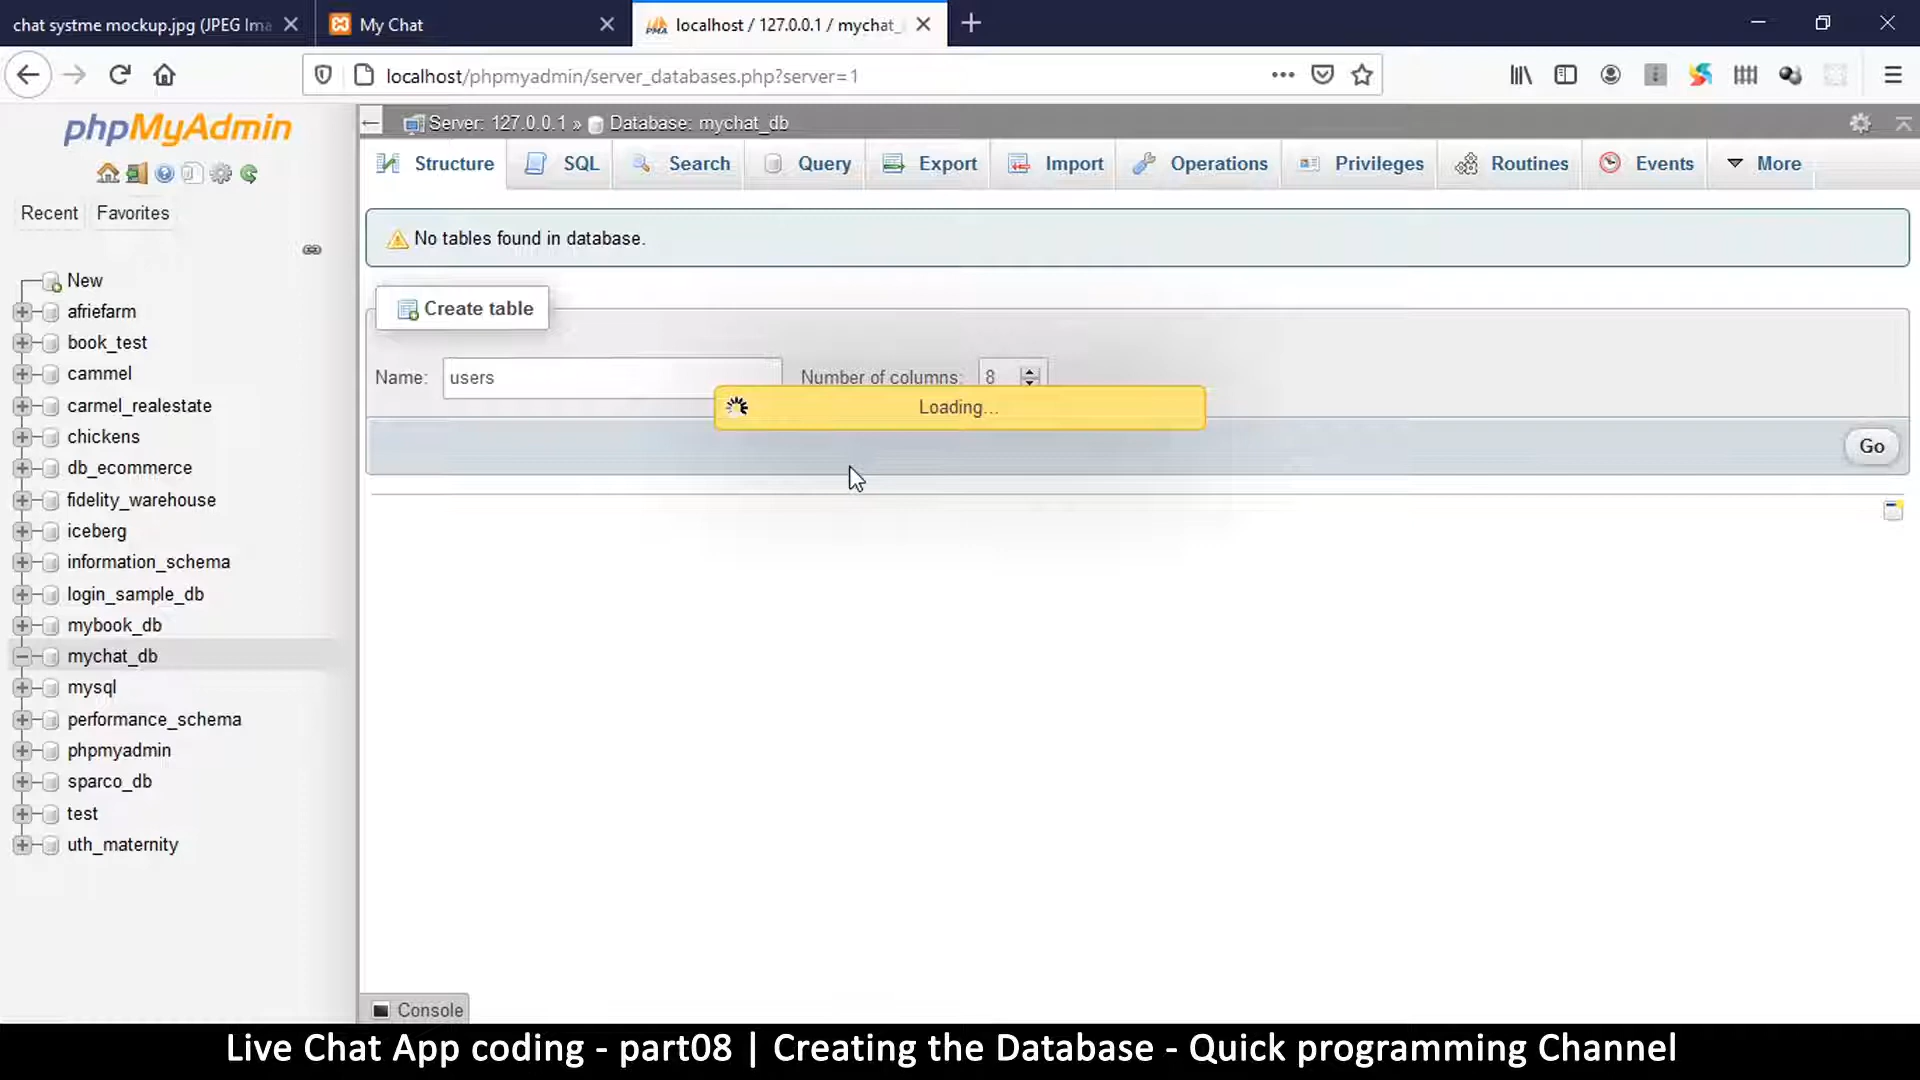 chat systme mockup.jpg (JPEG Ima
My Chat
localhost / 127.0.0.1 / mychat_
localhost/phpmyadmin/server_databases.php?server=1
phpMyAdmin
Recent
Favorites
New
afriefarm
book_test
cammel
carmel_realestate
chickens
db_ecommerce
fidelity_warehouse
iceberg
information_schema
login_sample_db
mybook_db
mychat_db
mysql
performance_schema
phpmyadmin
sparco_db
test
uth_maternity
Server: 127.0.0.1 » Database: mychat_db
Structure SQL Search Query Export Import Operations Privileges Routines Events More
No tables found in database.
Create table
Name: users Number of columns: 8
Loading...
Go
Console
Live Chat App coding - part08 | Creating the Database - Quick programming Channel